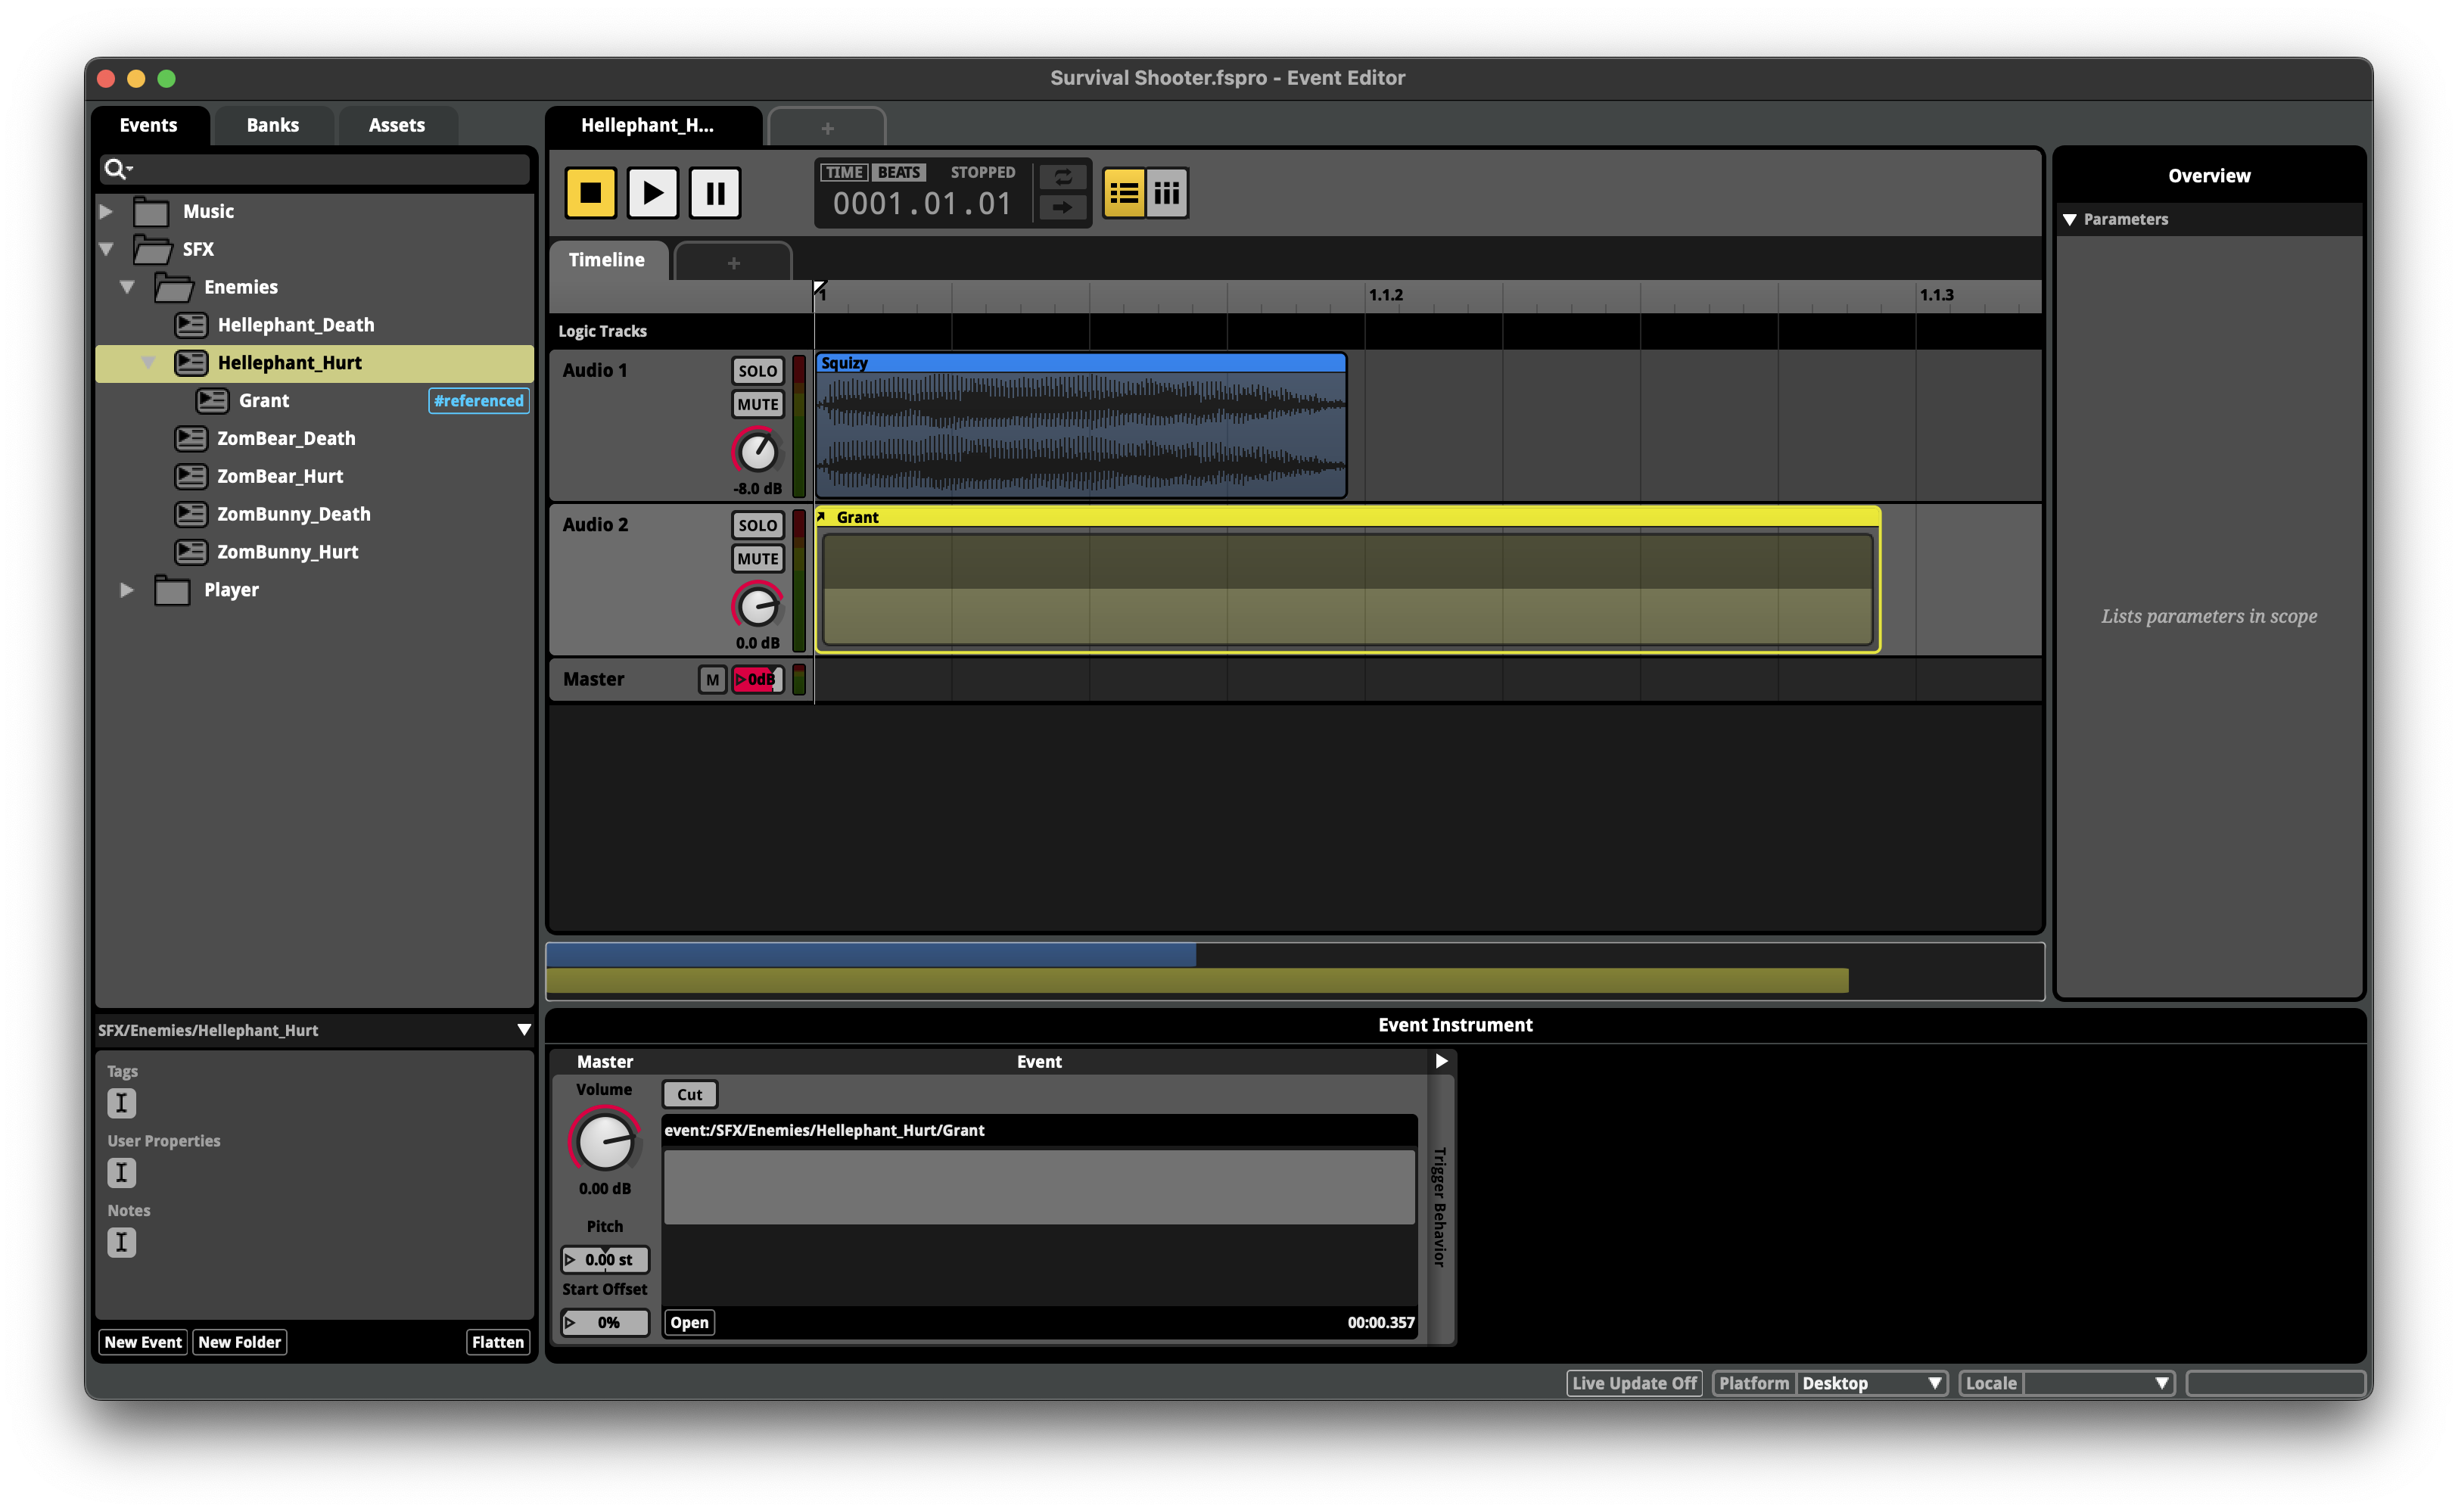 Survival Shooter.fspro - Event Editor
Events
Banks
Assets
Music
SFX
Enemies
Hellephant_Death
Hellephant_Hurt
Grant
#referenced
ZomBear_Death
ZomBear_Hurt
ZomBunny_Death
ZomBunny_Hurt
Player
SFX/Enemies/Hellephant_Hurt
Tags
User Properties
Notes
New Event
New Folder
Flatten
Hellephant_H...
+
TIME BEATS STOPPED
0001.01.01
Timeline
+
1
1.1.2
1.1.3
Logic Tracks
Audio 1
SOLO
MUTE
-8.0 dB
Squizy
Audio 2
SOLO
MUTE
0.0 dB
Grant
Master
M
0dB
Overview
Parameters
Lists parameters in scope
Event Instrument
Master
Event
Volume
0.00 dB
Pitch
0.00 st
Start Offset
0%
Cut
event:/SFX/Enemies/Hellephant_Hurt/Grant
Open
00:00.357
Trigger Behavior
Live Update Off
Platform
Desktop
Locale